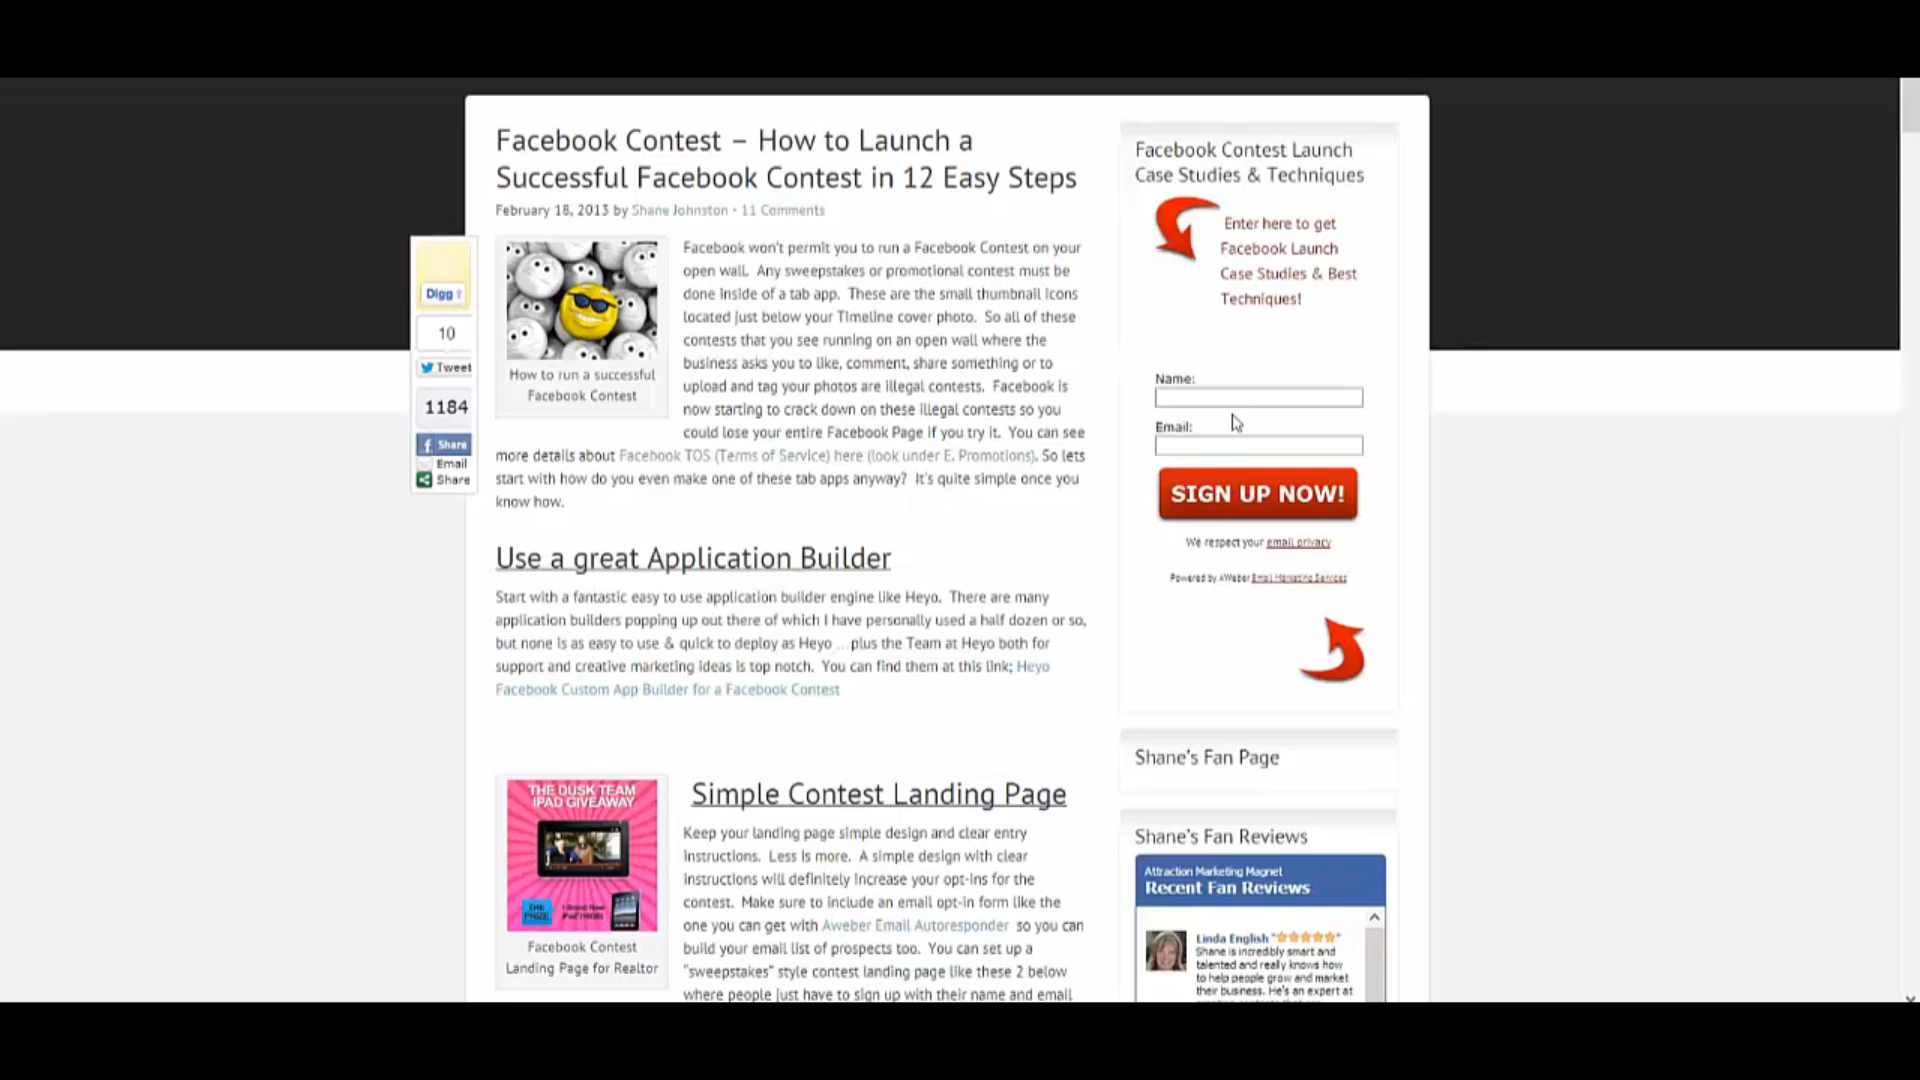 Facebook Contest – How to Launch a
Successful Facebook Contest in 12 Easy Steps
February 18, 2013 by Shane Johnston • 11 Comments
Digg
10
Tweet
1184
Share
Email
Share
How to run a successful
Facebook Contest
Facebook won't permit you to run a Facebook Contest on your
open wall. Any sweepstakes or promotional contest must be
done inside of a tab app. These are the small thumbnail icons
located just below your Timeline cover photo. So all of these
contests that you see running on an open wall where the
business asks you to like, comment, share something or to
upload and tag your photos are illegal contests. Facebook is
now starting to crack down on these illegal contests so you
could lose your entire Facebook Page if you try it. You can see
more details about Facebook TOS (Terms of Service) here (look under E. Promotions). So lets
start with how do you even make one of these tab apps anyway? It's quite simple once you
know how.
Use a great Application Builder
Start with a fantastic easy to use application builder engine like Heyo. There are many
application builders popping up out there of which I have personally used a half dozen or so,
but none is as easy to use & quick to deploy as Heyo …plus the Team at Heyo both for
support and creative marketing ideas is top notch. You can find them at this link; Heyo
Facebook Custom App Builder for a Facebook Contest
THE DUSK TEAM
IPAD GIVEAWAY
THE
PRIZE
Facebook Contest
Landing Page for Realtor
Simple Contest Landing Page
Keep your landing page simple design and clear entry
instructions. Less is more. A simple design with clear
instructions will definitely increase your opt-ins for the
contest. Make sure to include an email opt-in form like the
one you can get with Aweber Email Autoresponder so you can
build your email list of prospects too. You can set up a
"sweepstakes" style contest landing page like these 2 below
where people just have to sign up with their name and email
Facebook Contest Launch
Case Studies & Techniques
Enter here to get
Facebook Launch
Case Studies & Best
Techniques!
Name:
Email:
SIGN UP NOW!
We respect your email privacy
Powered by AWeber Email Marketing Services
Shane's Fan Page
Shane's Fan Reviews
Attraction Marketing Magnet
Recent Fan Reviews
Linda English "★★★★★"
Shane is incredibly smart and
talented and really knows how
to help people grow and market
their business. He's an expert at